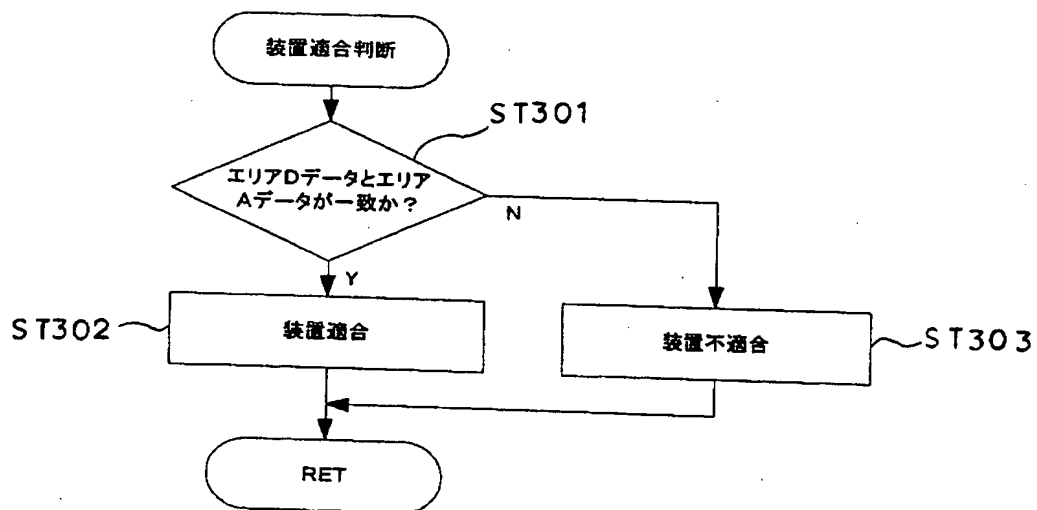 装置適合判断
ST301
エリアDデータとエリア
Aデータが一致か?
N
Y
ST302
装置適合
装置不適合
ST303
RET